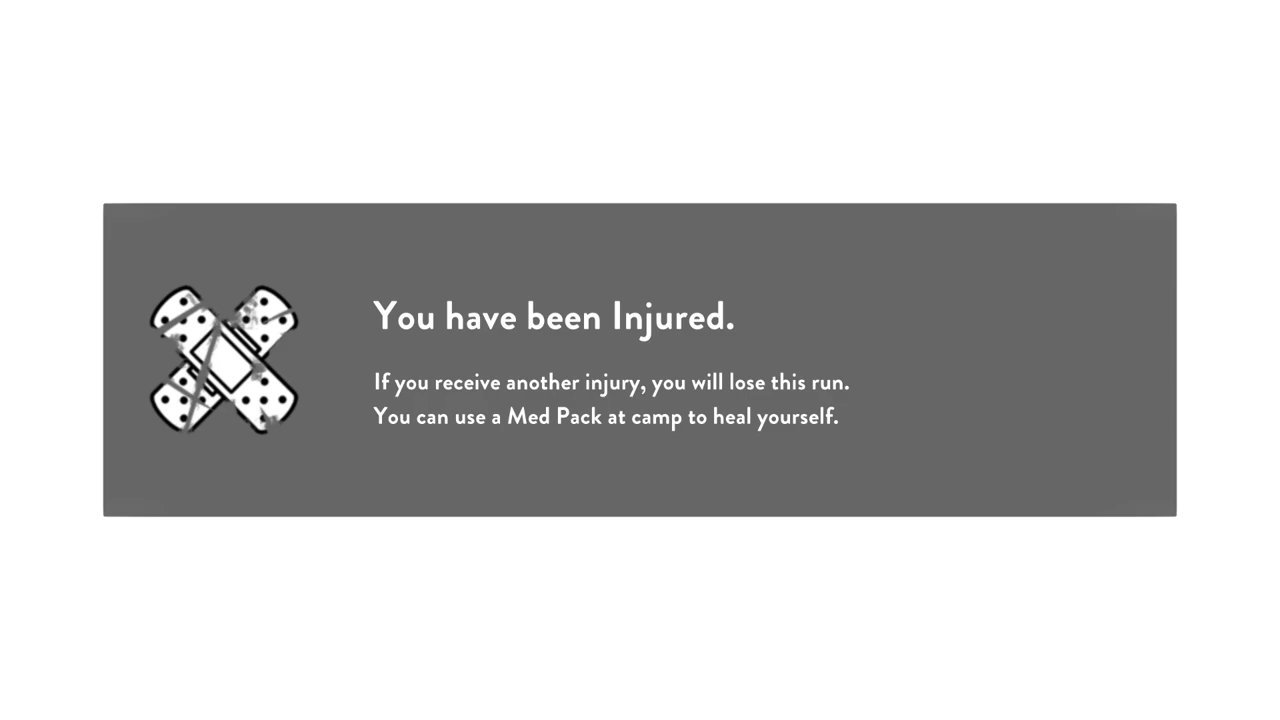 You have been Injured.
If you receive another injury, you will lose this run.
You can use a Med Pack at camp to heal yourself.